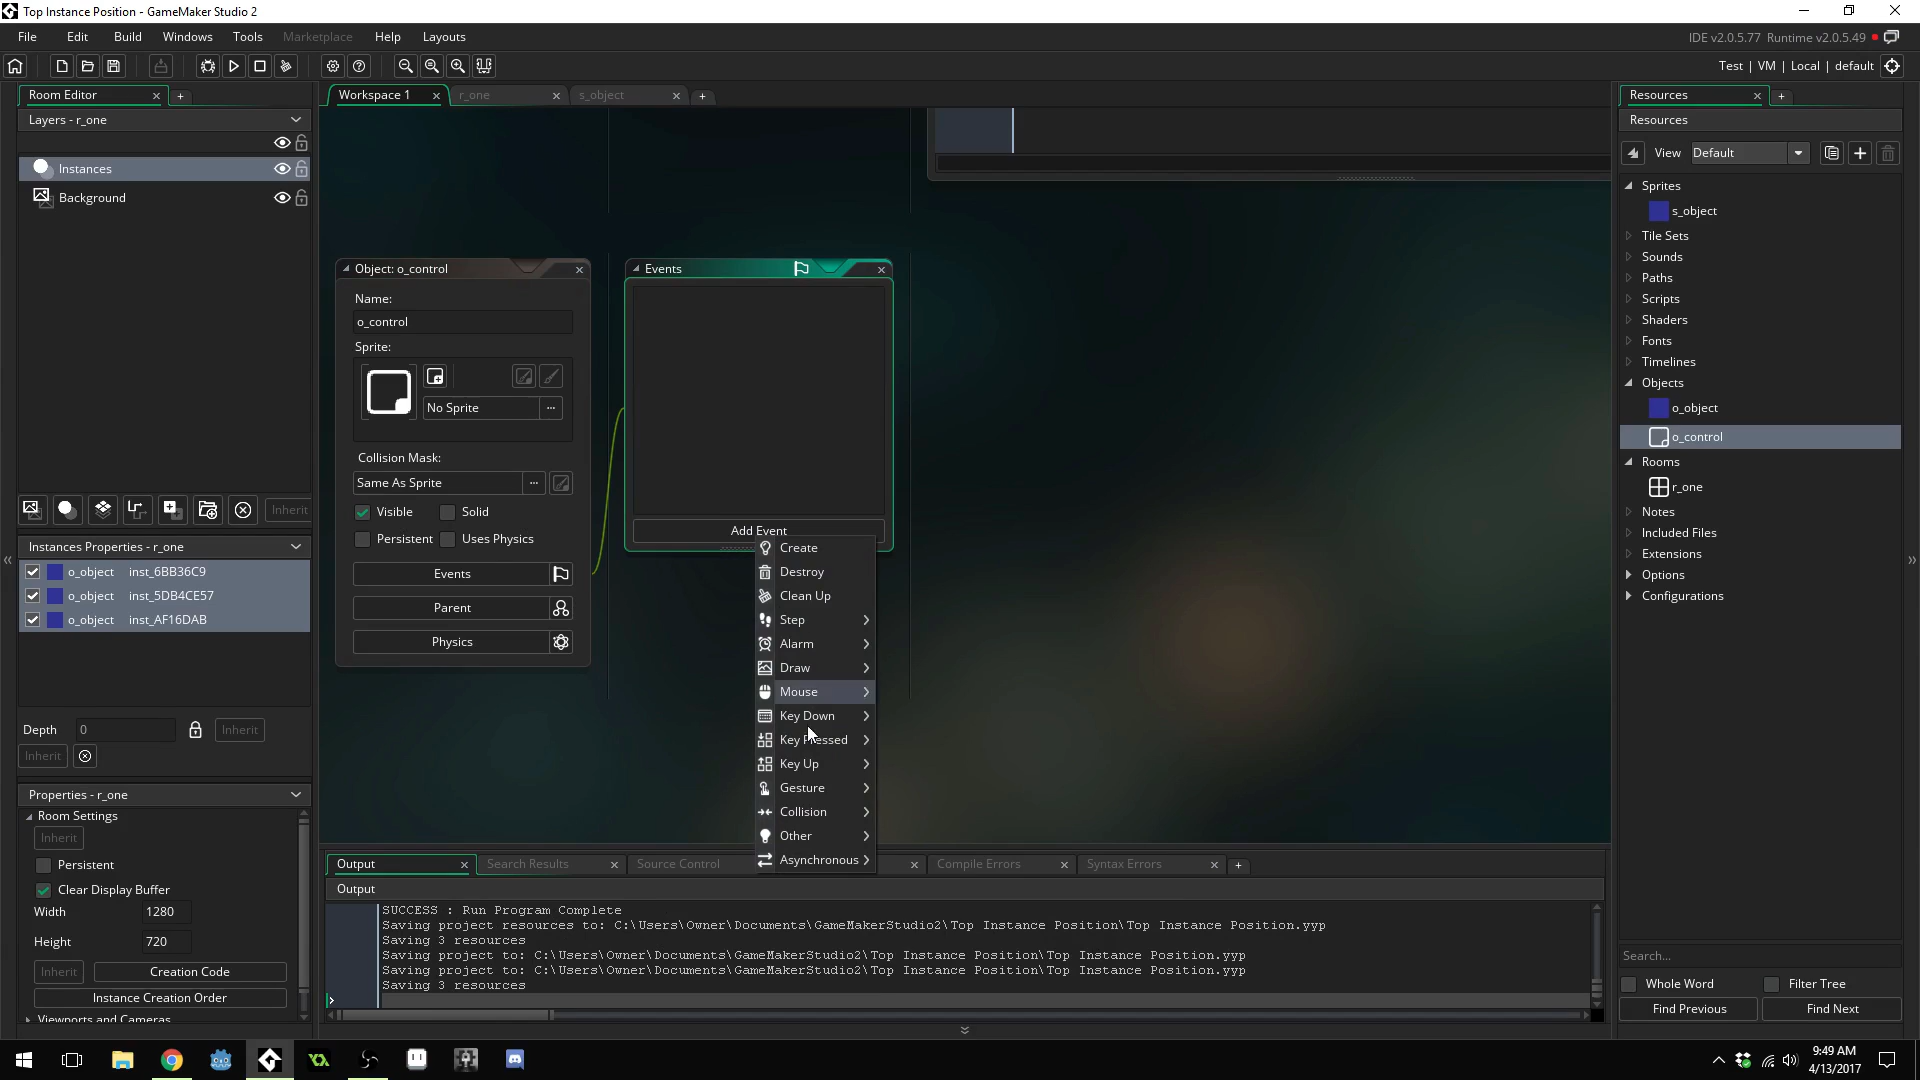 Top Instance Position - GameMaker Studio 2
File Edit Build Windows Tools Marketplace Help Layouts
IDE v2.0.5.77 Runtime v2.0.5.49
Test | VM | Local | default
Room Editor
Workspace 1
r_one
s_object
Resources
Layers - r_one
Resources
Instances
Background
View Default
Sprites
s_object
Tile Sets
Sounds
Paths
Scripts
Shaders
Fonts
Timelines
Objects
o_object
o_control
Rooms
r_one
Notes
Included Files
Extensions
Options
Configurations
Object: o_control
Name:
o_control
Sprite:
No Sprite
Collision Mask:
Same As Sprite
Visible
Solid
Persistent
Uses Physics
Events
Parent
Physics
Events
Add Event
Create
Destroy
Clean Up
Step
Alarm
Draw
Mouse
Key Down
Key Pressed
Key Up
Gesture
Collision
Other
Asynchronous
Inherit
Instances Properties - r_one
o_object inst_6BB36C9
o_object inst_5DB4CE57
o_object inst_AF16DAB
Depth 0 Inherit
Inherit
Properties - r_one
Room Settings
Inherit
Persistent
Clear Display Buffer
Width 1280
Height 720
Inherit Creation Code
Instance Creation Order
Viewports and Cameras
Output
Search Results
Source Control
Compile Errors
Syntax Errors
Output
SUCCESS : Run Program Complete
Saving project resources to: C:\Users\Owner\Documents\GameMakerStudio2\Top Instance Position\Top Instance Position.yyp
Saving 3 resources
Saving project to: C:\Users\Owner\Documents\GameMakerStudio2\Top Instance Position\Top Instance Position.yyp
Saving project to: C:\Users\Owner\Documents\GameMakerStudio2\Top Instance Position\Top Instance Position.yyp
Saving 3 resources
Search...
Whole Word
Filter Tree
Find Previous
Find Next
9:49 AM
4/13/2017